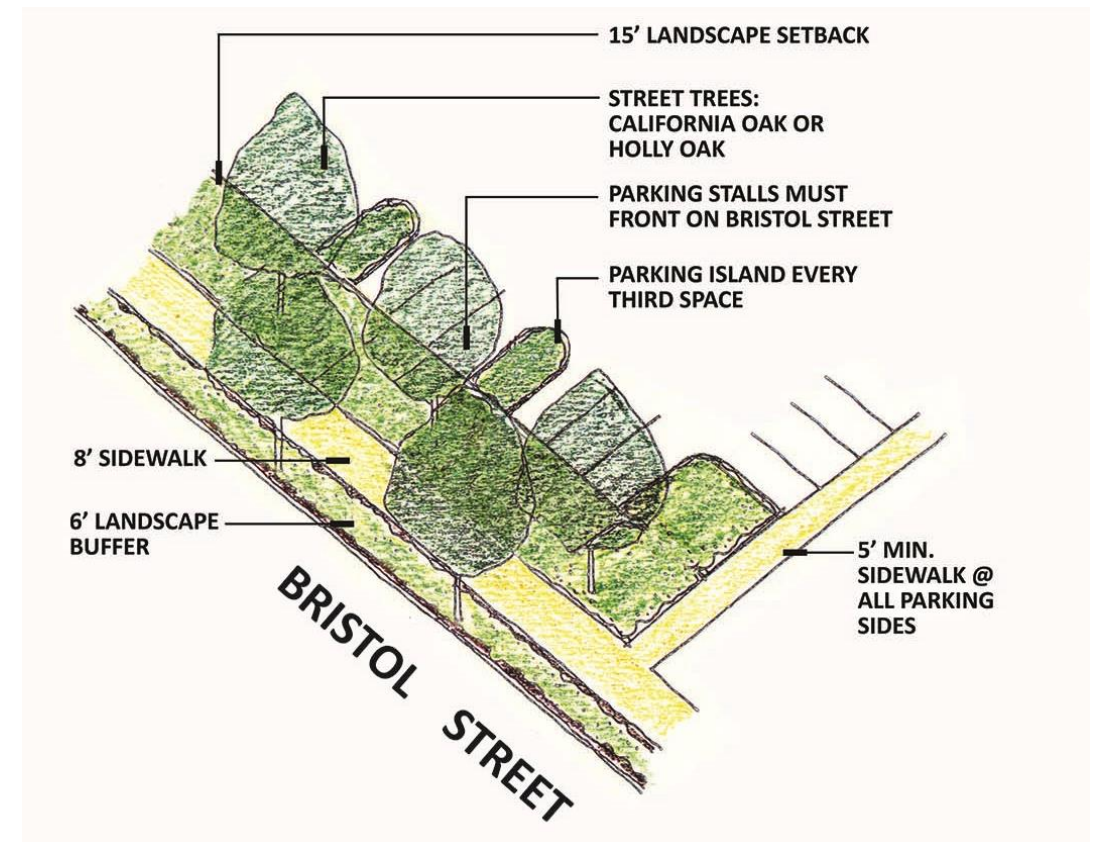 15’ LANDSCAPE SETBACK
STREET TREES:
CALIFORNIA OAK OR
HOLLY OAK
PARKING STALLS MUST
FRONT ON BRISTOL STREET
PARKING ISLAND EVERY
THIRD SPACE
8’ SIDEWALK
6’ LANDSCAPE
BUFFER
5’ MIN.
SIDEWALK @
ALL PARKING
SIDES
BRISTOL STREET